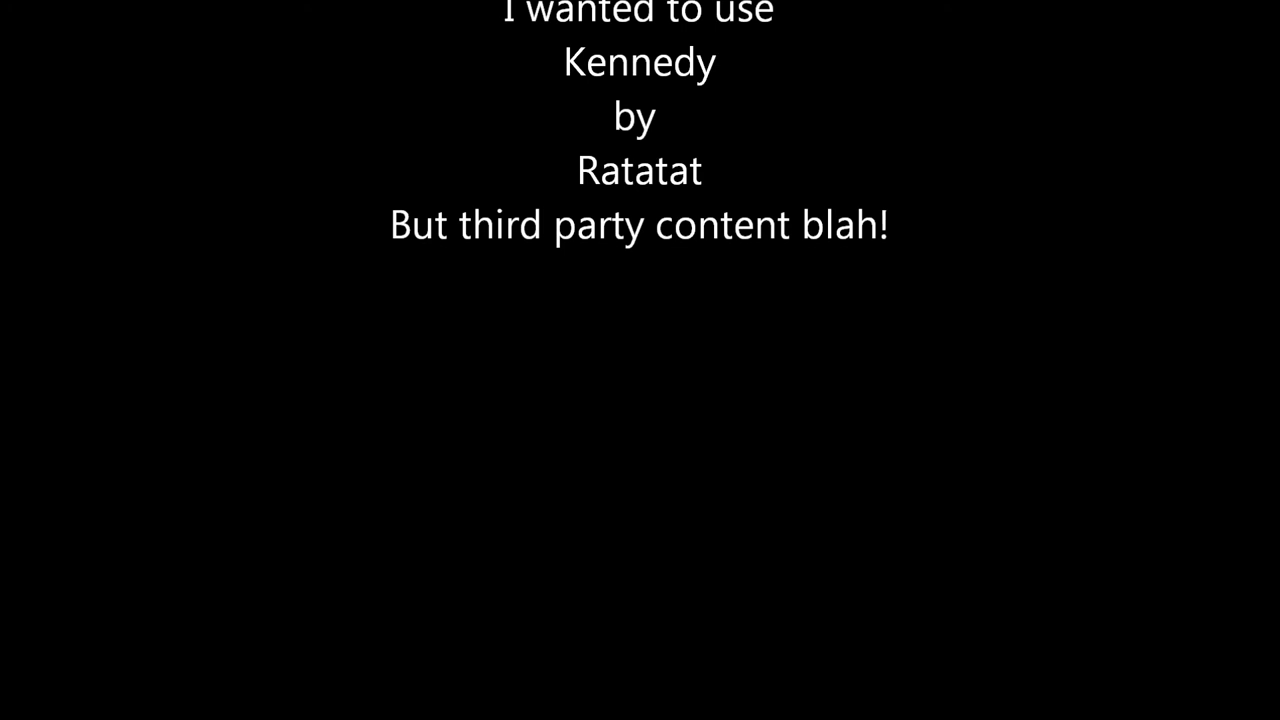 I wanted to use
Kennedy
by
Ratatat
But third party content blah!